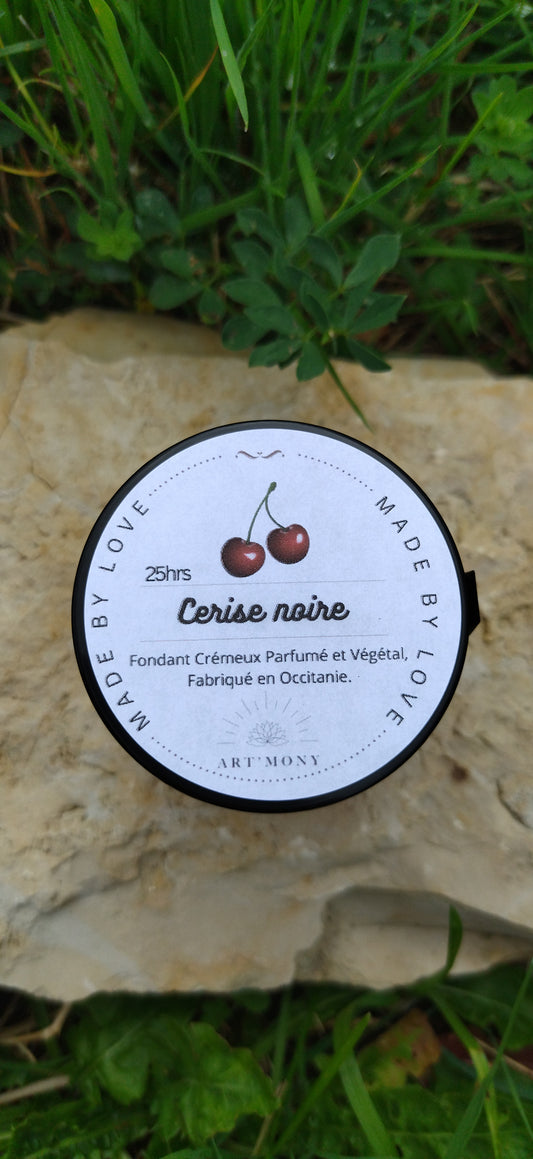 MADE BY LOVE
MADE BY LOVE
25hrs
Cerise noire
Fondant Crémeux Parfumé et Végétal,
Fabriqué en Occitanie.
ART'MONY